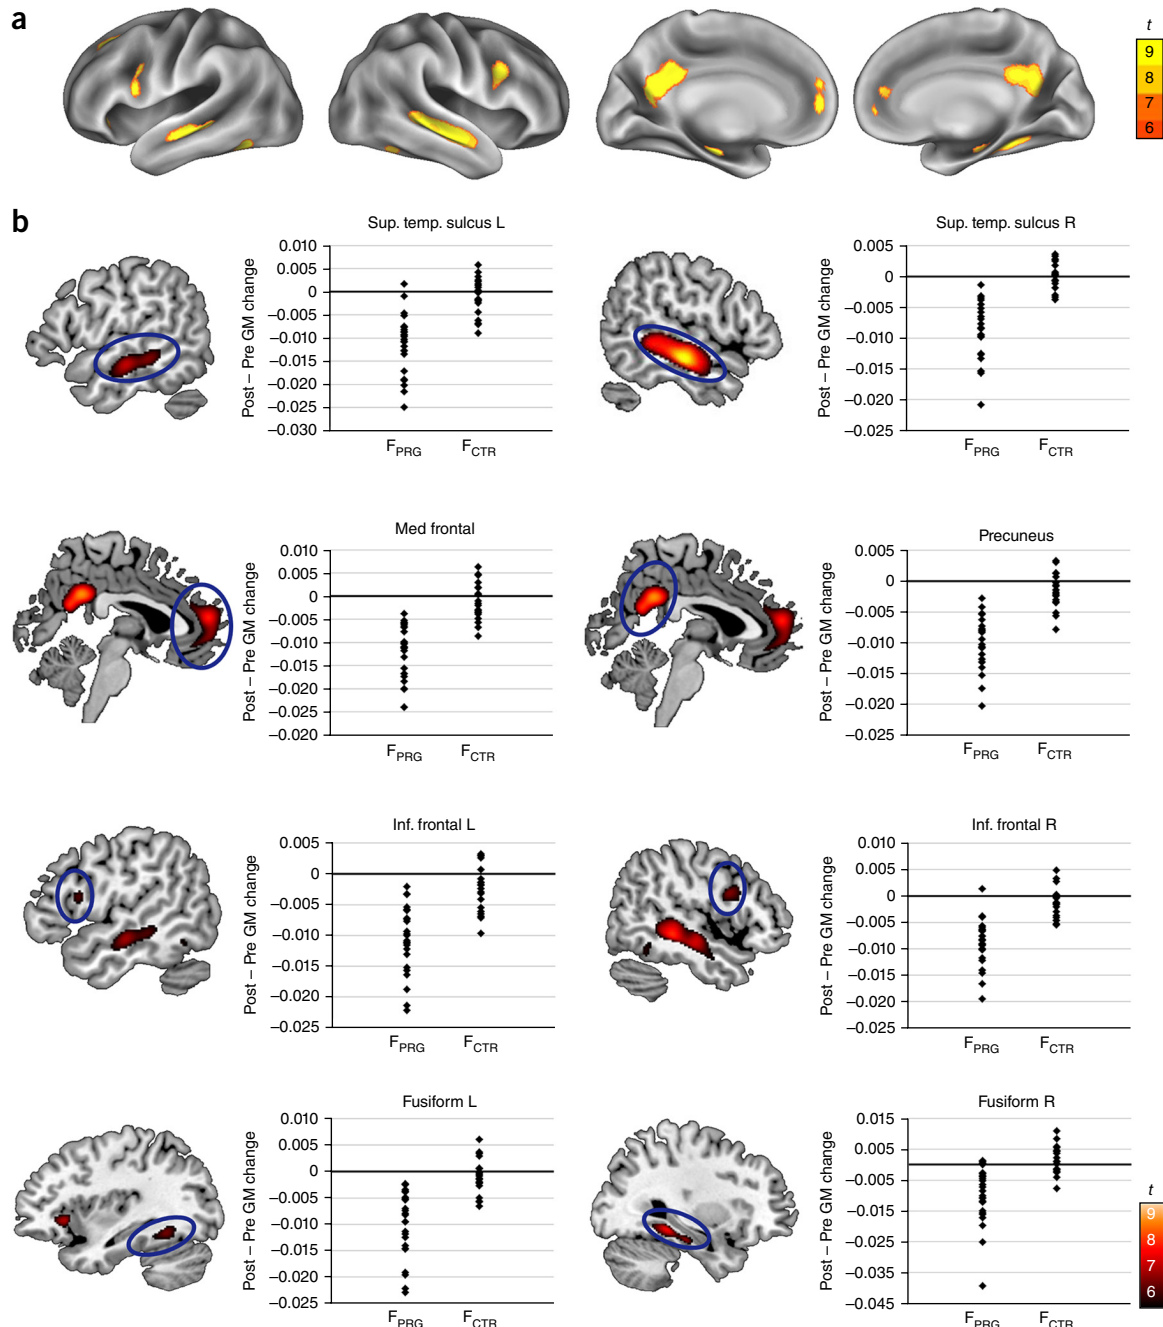 a
t
9
8
7
6
b
Sup. temp. sulcus L
Post – Pre GM change
0.010
0.005
0
–0.005
–0.010
–0.015
–0.020
–0.025
–0.030
FPRG FCTR
Sup. temp. sulcus R
Post – Pre GM change
0.005
0
–0.005
–0.010
–0.015
–0.020
–0.025
FPRG FCTR
Med frontal
Post – Pre GM change
0.010
0.005
0
–0.005
–0.010
–0.015
–0.020
–0.020
FPRG FCTR
Precuneus
Post – Pre GM change
0.005
0
–0.005
–0.010
–0.015
–0.020
–0.025
FPRG FCTR
Inf. frontal L
Post – Pre GM change
0.005
0
–0.005
–0.010
–0.015
–0.020
–0.025
FPRG FCTR
Inf. frontal R
Post – Pre GM change
0.010
0.005
0
–0.005
–0.010
–0.015
–0.020
–0.025
FPRG FCTR
Fusiform L
Post – Pre GM change
0.010
0.005
0
–0.005
–0.010
–0.015
–0.020
–0.025
FPRG FCTR
Fusiform R
Post – Pre GM change
0.015
0.005
–0.005
–0.015
–0.025
–0.035
–0.045
FPRG FCTR
t
9
8
7
6